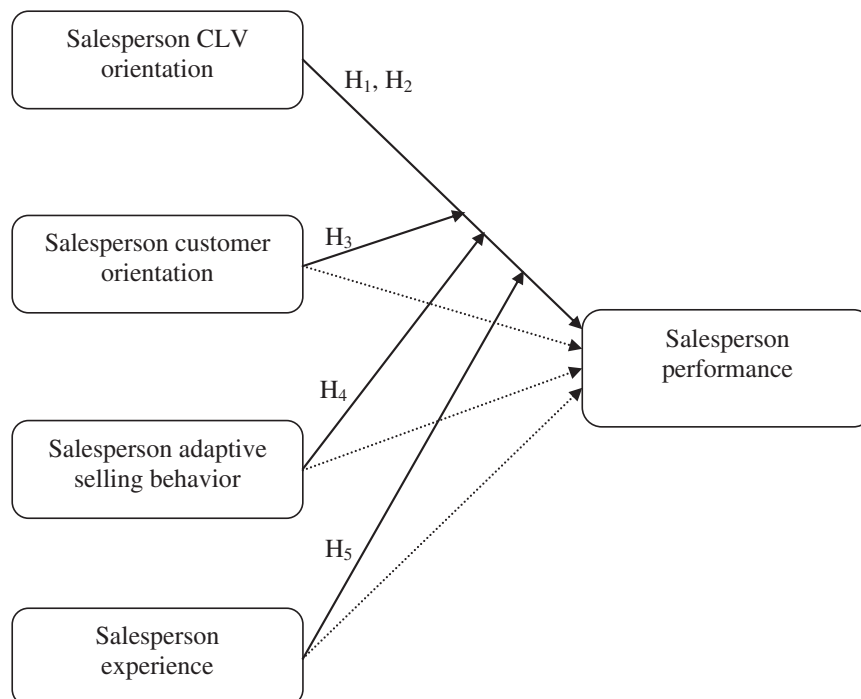 Salesperson CLV
orientation
H₁, H₂
Salesperson customer
orientation
H₃
Salesperson
performance
H₄
Salesperson adaptive
selling behavior
H₅
Salesperson
experience